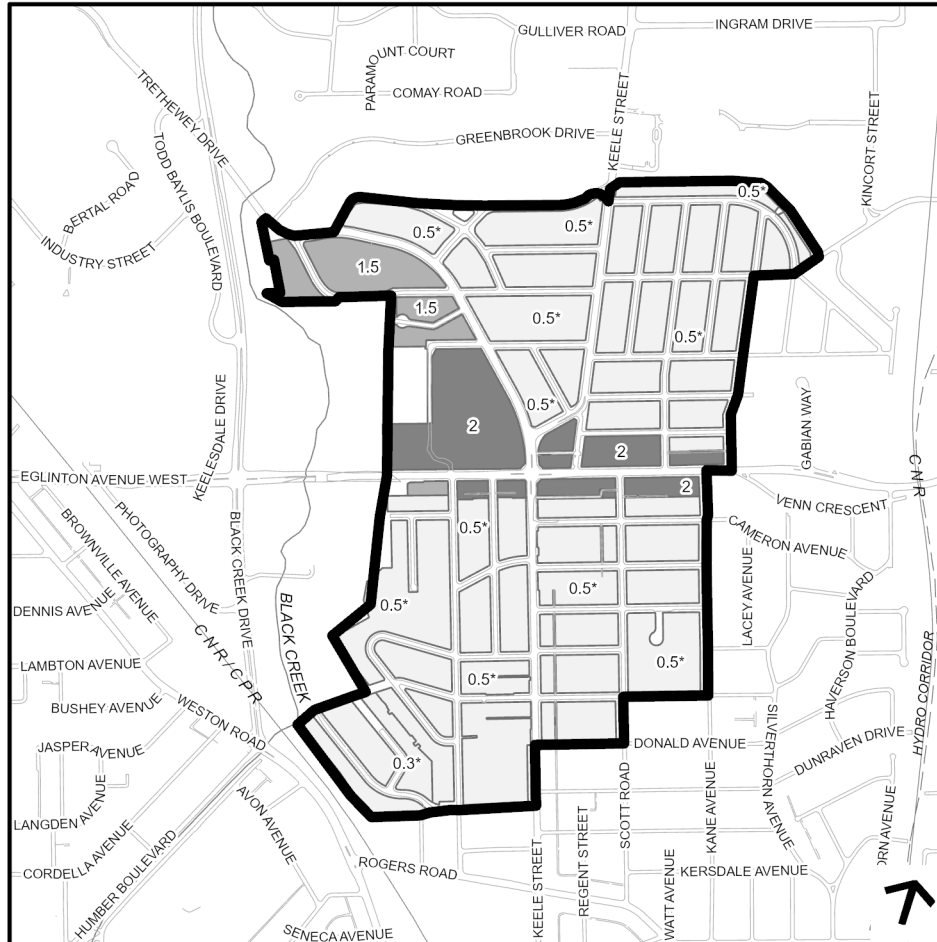 GULLIVER ROAD
INGRAM DRIVE
PARAMOUNT COURT
COMAY ROAD
TRETHEWEY DRIVE
TODD BAYLIS BOULEVARD
GREENBROOK DRIVE
KEELE STREET
KINCORT STREET
BERTAL ROAD
INDUSTRY STREET
0.5*
0.5*
0.5*
1.5
1.5
0.5*
0.5*
0.5*
2
2
2
KEELESDALE DRIVE
GABIAN WAY
CNR
EGLINTON AVENUE WEST
PHOTOGRAPHY DRIVE
BROWNVILLE AVENUE
BLACK CREEK DRIVE
VENN CRESCENT
CAMERON AVENUE
0.5*
0.5*
0.5*
0.5*
0.5*
0.3*
BLACK CREEK
DENNIS AVENUE
LAMBTON AVENUE
BUSHEY AVENUE
JASPER AVENUE
LANGDEN AVENUE
CORDELLA AVENUE
HUMBER BOULEVARD
CNR/CPR
WESTON ROAD
AVON AVENUE
SENECA AVENUE
ROGERS ROAD
LACEY AVENUE
HAVERSON BOULEVARD
SILVERTHORN AVENUE
DONALD AVENUE
DUNRAVEN DRIVE
KEELE STREET
REGENT STREET
SCOTT ROAD
KANE AVENUE
WATT AVENUE
KERSDALE AVENUE
HYDRO CORRIDOR
ORN AVENUE